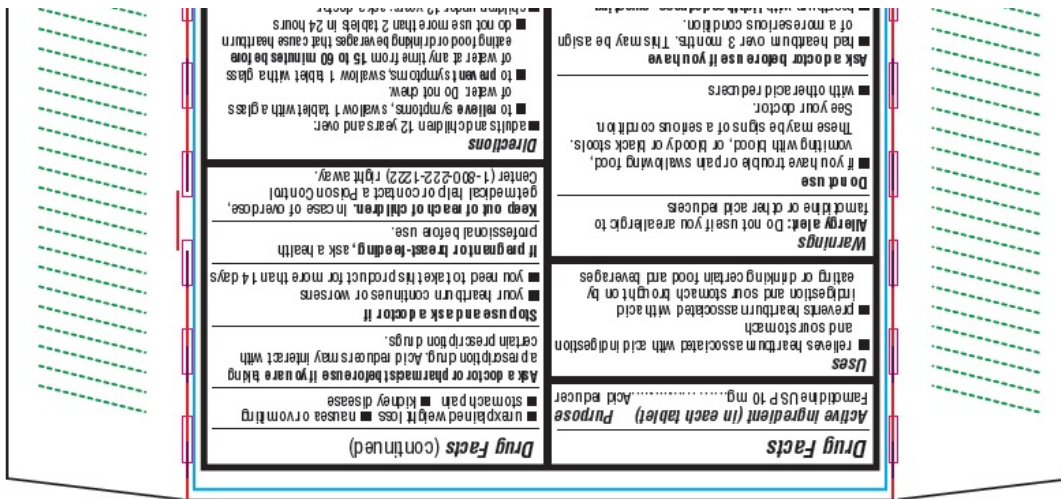 Drug Facts
Active ingredient (in each tablet) Purpose
Famotidine USP 10 mg..................Acid reducer
Uses
■ relieves heartburn associated with acid indigestion
and sour stomach
■ prevents heartburn associated with acid
indigestion and sour stomach brought on by
eating or drinking certain food and beverages
Warnings
Allergy alert: Do not use if you are allergic to
famotidine or other acid reducers
Do not use
■ if you have trouble or pain swallowing food,
vomiting with blood, or bloody or black stools.
These may be signs of a serious condition.
See your doctor.
■ with other acid reducers
Ask a doctor before use if you have
■ had heartburn over 3 months. This may be a sign
of a more serious condition.
■ heartburn with lightheadedness, sweating
Drug Facts (continued)
■ unexplained weight loss ■ nausea or vomiting
■ stomach pain ■ kidney disease
Ask a doctor or pharmacist before use if you are taking
a prescription drug. Acid reducers may interact with
certain prescription drugs.
Stop use and ask a doctor if
■ your heartburn continues or worsens
■ you need to take this product for more than 14 days
If pregnant or breast-feeding, ask a health
professional before use.
Keep out of reach of children. In case of overdose,
get medical help or contact a Poison Control
Center (1-800-222-1222) right away.
Directions
■ adults and children 12 years and over:
■ to relieve symptoms, swallow 1 tablet with a glass
of water. Do not chew.
■ to prevent symptoms, swallow 1 tablet with a glass
of water at any time from 15 to 60 minutes before
eating food or drinking beverages that cause heartburn
■ do not use more than 2 tablets in 24 hours
■ children under 12 years: ask a doctor